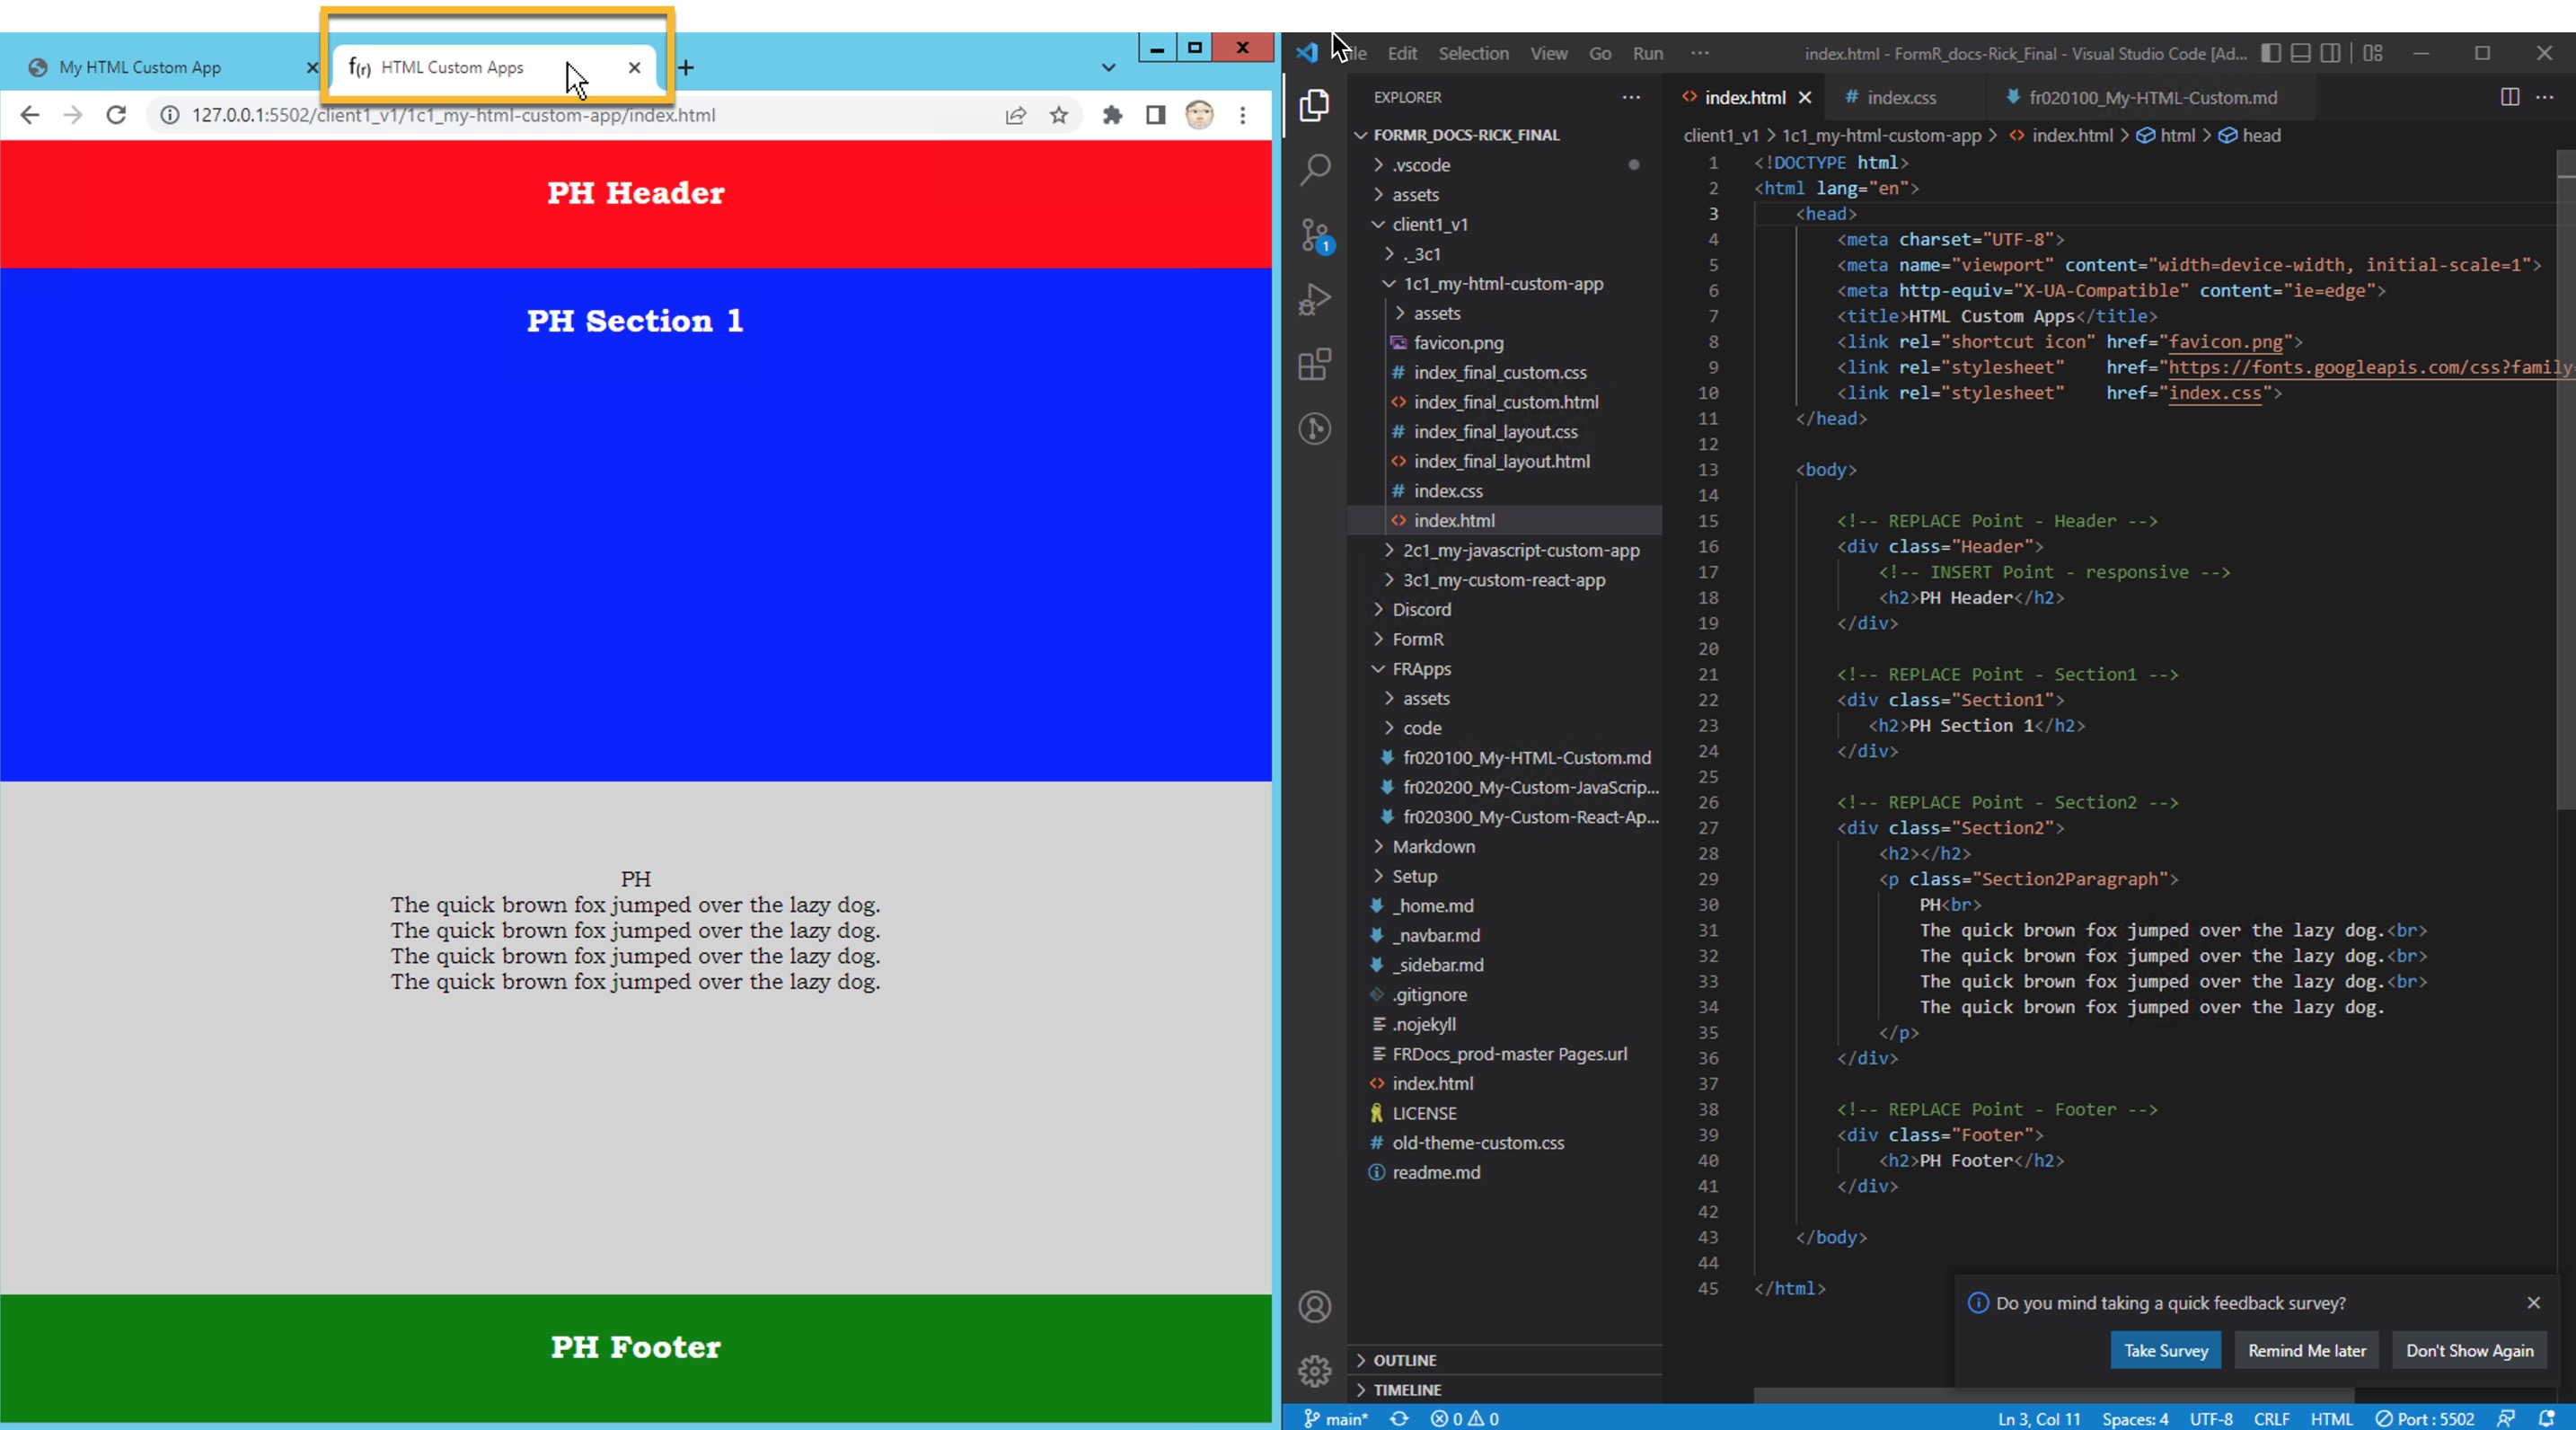 My HTML Custom App
f(r) HTML Custom Apps
127.0.0.1:5502/client1_v1/1c1_my-html-custom-app/index.html
PH Header
PH Section 1
PH
The quick brown fox jumped over the lazy dog.
The quick brown fox jumped over the lazy dog.
The quick brown fox jumped over the lazy dog.
The quick brown fox jumped over the lazy dog.
PH Footer
Edit Selection View Go Run ··· index.html - FormR_docs-Rick_Final - Visual Studio Code [Ad...
EXPLORER ···
FORMR_DOCS-RICK_FINAL
.vscode
assets
client1_v1
._3c1
1c1_my-html-custom-app
assets
favicon.png
index_final_custom.css
index_final_custom.html
index_final_layout.css
index_final_layout.html
index.css
index.html
2c1_my-javascript-custom-app
3c1_my-custom-react-app
Discord
FormR
FRApps
assets
code
fr020100_My-HTML-Custom.md
fr020200_My-Custom-JavaScrip...
fr020300_My-Custom-React-Ap...
Markdown
Setup
_home.md
_navbar.md
_sidebar.md
.gitignore
.nojekyll
FRDocs_prod-master Pages.url
index.html
LICENSE
old-theme-custom.css
readme.md
OUTLINE
TIMELINE
1
index.html index.css fr020100_My-HTML-Custom.md
client1_v1 > 1c1_my-html-custom-app > index.html > html > head
1 <!DOCTYPE html>
2 <html lang="en">
3 <head>
4 <meta charset="UTF-8">
5 <meta name="viewport" content="width=device-width, initial-scale=1">
6 <meta http-equiv="X-UA-Compatible" content="ie=edge">
7 <title>HTML Custom Apps</title>
8 <link rel="shortcut icon" href="favicon.png">
9 <link rel="stylesheet" href="https://fonts.googleapis.com/css?family
10 <link rel="stylesheet" href="index.css">
11 </head>
12
13 <body>
14
15 <!-- REPLACE Point - Header -->
16 <div class="Header">
17 <!-- INSERT Point - responsive -->
18 <h2>PH Header</h2>
19 </div>
20
21 <!-- REPLACE Point - Section1 -->
22 <div class="Section1">
23 <h2>PH Section 1</h2>
24 </div>
25
26 <!-- REPLACE Point - Section2 -->
27 <div class="Section2">
28 <h2></h2>
29 <p class="Section2Paragraph">
30 PH<br>
31 The quick brown fox jumped over the lazy dog.<br>
32 The quick brown fox jumped over the lazy dog.<br>
33 The quick brown fox jumped over the lazy dog.<br>
34 The quick brown fox jumped over the lazy dog.
35 </p>
36 </div>
37
38 <!-- REPLACE Point - Footer -->
39 <div class="Footer">
40 <h2>PH Footer</h2>
41 </div>
42
43 </body>
44
45 </html>
Do you mind taking a quick feedback survey?
Take Survey Remind Me later Don't Show Again
main* 0 0 Ln 3, Col 11 Spaces: 4 UTF-8 CRLF HTML Port : 5502